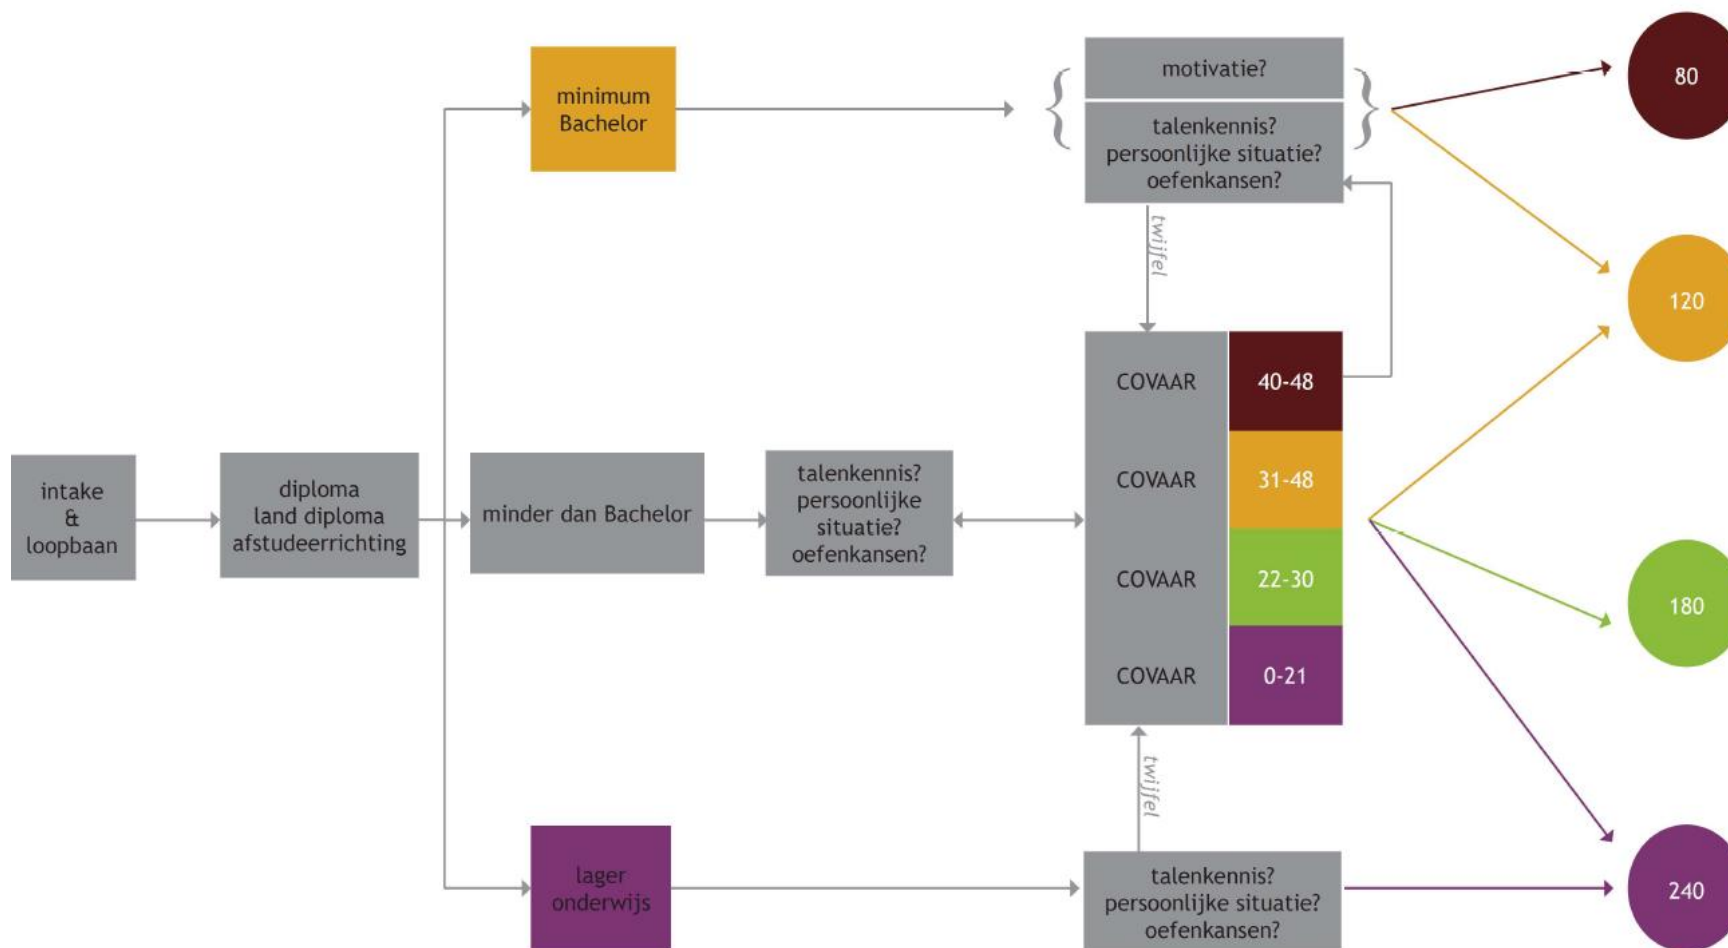 intake
&
loopbaan
diploma
land diploma
afstudeerrichting
minimum
Bachelor
minder dan Bachelor
lager
onderwijs
talenkennis?
persoonlijke
situatie?
oefenkansen?
motivatie?
talenkennis?
persoonlijke situatie?
oefenkansen?
twijfel
COVAAR 40-48
COVAAR 31-48
COVAAR 22-30
COVAAR 0-21
twijfel
talenkennis?
persoonlijke situatie?
oefenkansen?
80
120
180
240